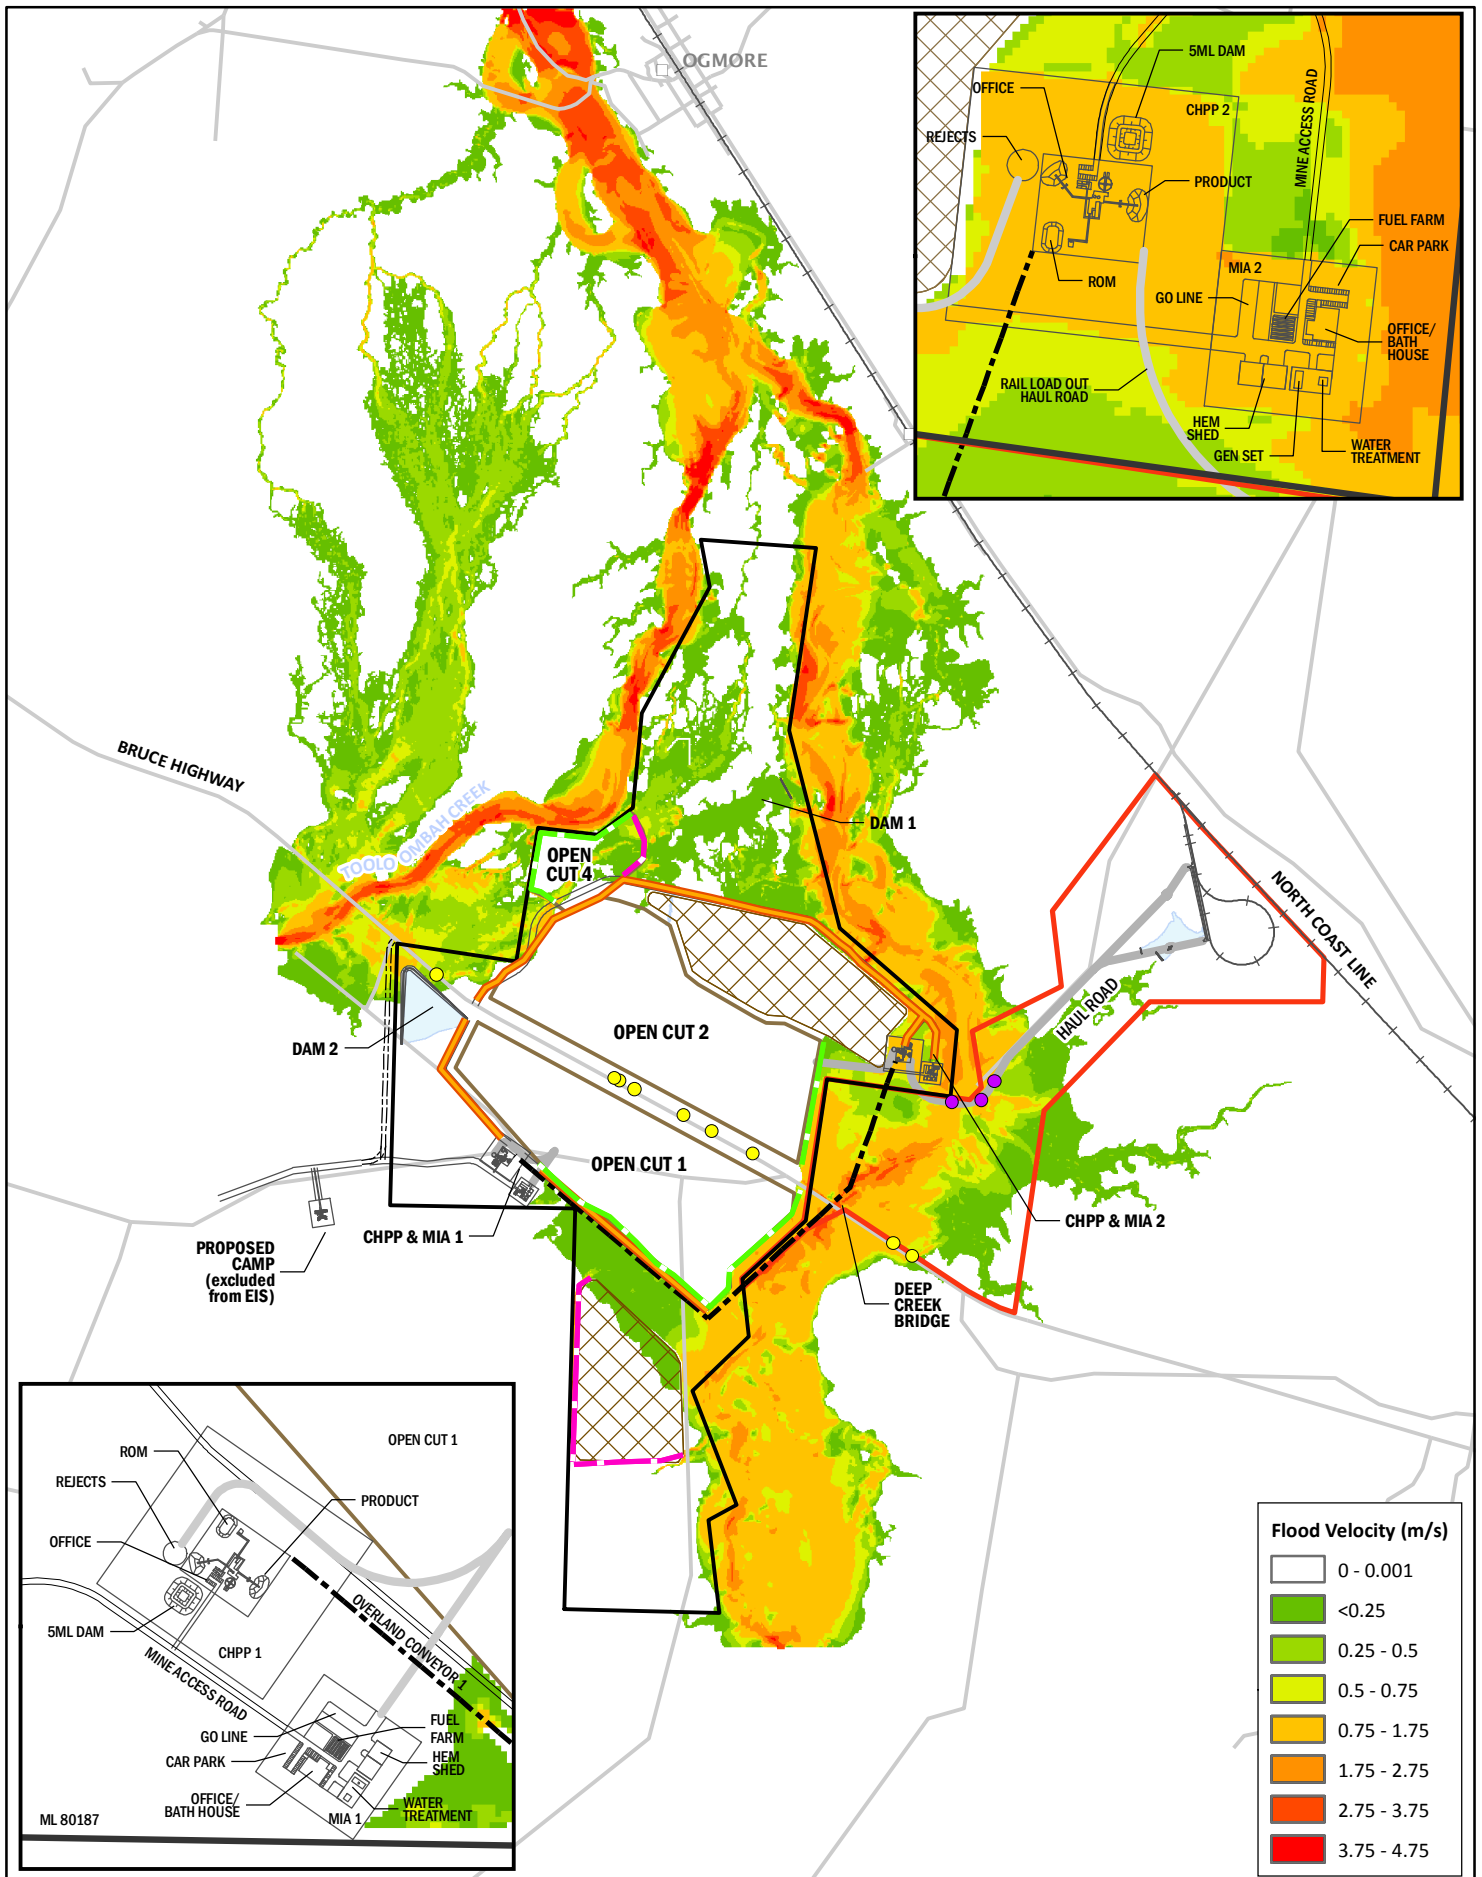 OGMORE
5ML DAM
OFFICE
CHPP 2
REJECTS
MINE ACCESS ROAD
PRODUCT
FUEL FARM
CAR PARK
MIA 2
ROM
GO LINE
OFFICE/
BATH
HOUSE
RAIL LOAD OUT
HAUL ROAD
HEM
SHED
GEN SET
WATER
TREATMENT
BRUCE HIGHWAY
TOOLOOMBAH CREEK
DAM 1
OPEN
CUT 4
NORTH COAST LINE
HAUL ROAD
OPEN CUT 2
DAM 2
OPEN CUT 1
CHPP & MIA 1
CHPP & MIA 2
PROPOSED
CAMP
(excluded
from EIS)
DEEP
CREEK
BRIDGE
OPEN CUT 1
ROM
REJECTS
PRODUCT
OFFICE
5ML DAM
OVERLAND CONVEYOR 1
CHPP 1
MINE ACCESS ROAD
FUEL
FARM
GO LINE
CAR PARK
HEM
SHED
OFFICE/
BATH HOUSE
WATER
TREATMENT
MIA 1
ML 80187
Flood Velocity (m/s)
0 - 0.001
<0.25
0.25 - 0.5
0.5 - 0.75
0.75 - 1.75
1.75 - 2.75
2.75 - 3.75
3.75 - 4.75